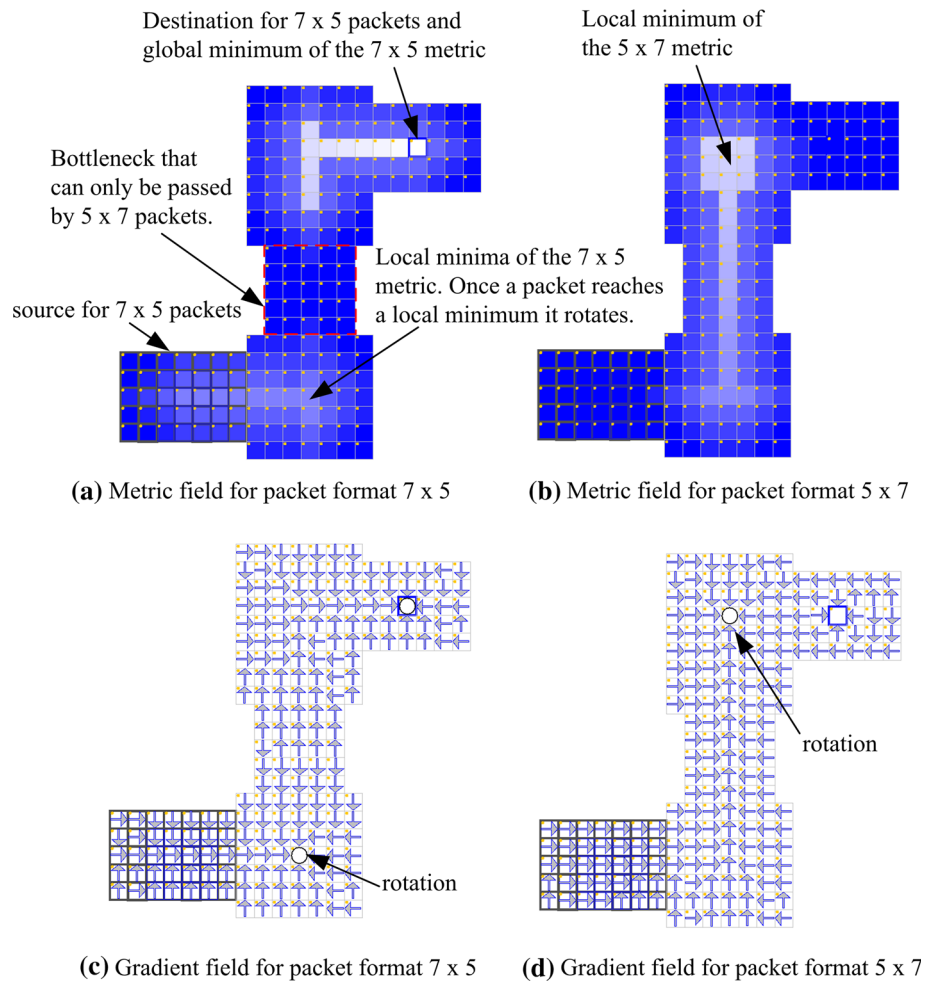 Destination for 7 x 5 packets and
global minimum of the 7 x 5 metric
Local minimum of
the 5 x 7 metric
Bottleneck that
can only be passed
by 5 x 7 packets.
Local minima of the 7 x 5
metric. Once a packet reaches
a local minimum it rotates.
source for 7 x 5 packets
(a) Metric field for packet format 7 x 5
(b) Metric field for packet format 5 x 7
rotation
rotation
(c) Gradient field for packet format 7 x 5
(d) Gradient field for packet format 5 x 7